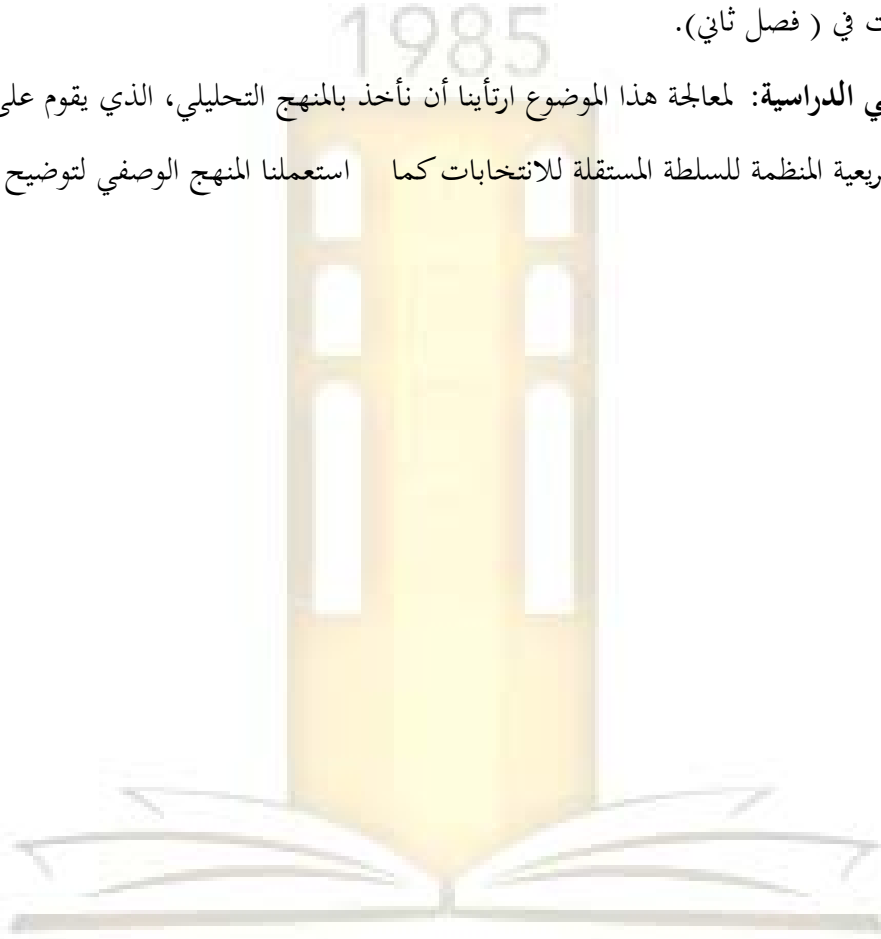 1985
ت في ( فصل ثاني).
ي الدراسية: لمعالجة هذا الموضوع ارتأينا أن نأخذ بالمنهج التحليلي، الذي يقوم على
ريعية المنظمة للسلطة المستقلة للانتخابات كما استعملنا المنهج الوصفي لتوضيح